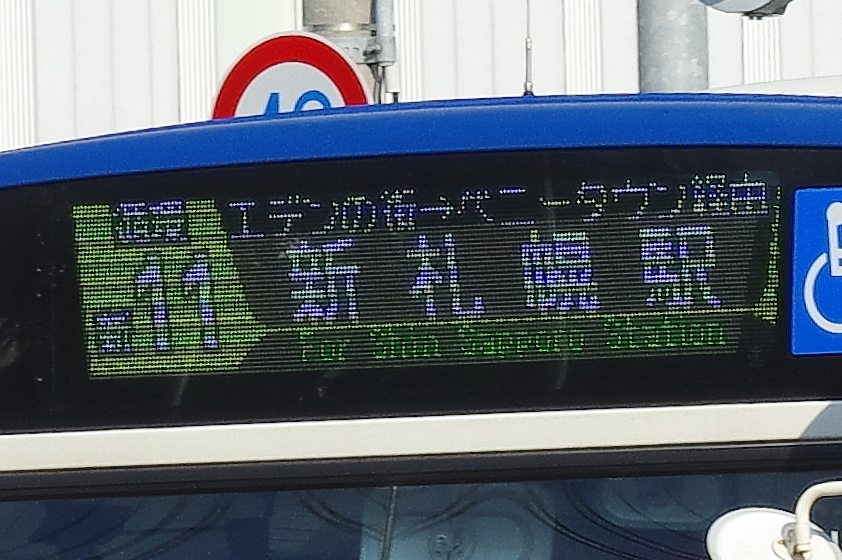 循環
新11
エデンの街→ベニータウン経由
新札幌駅
For Shin Sapporo Station
40